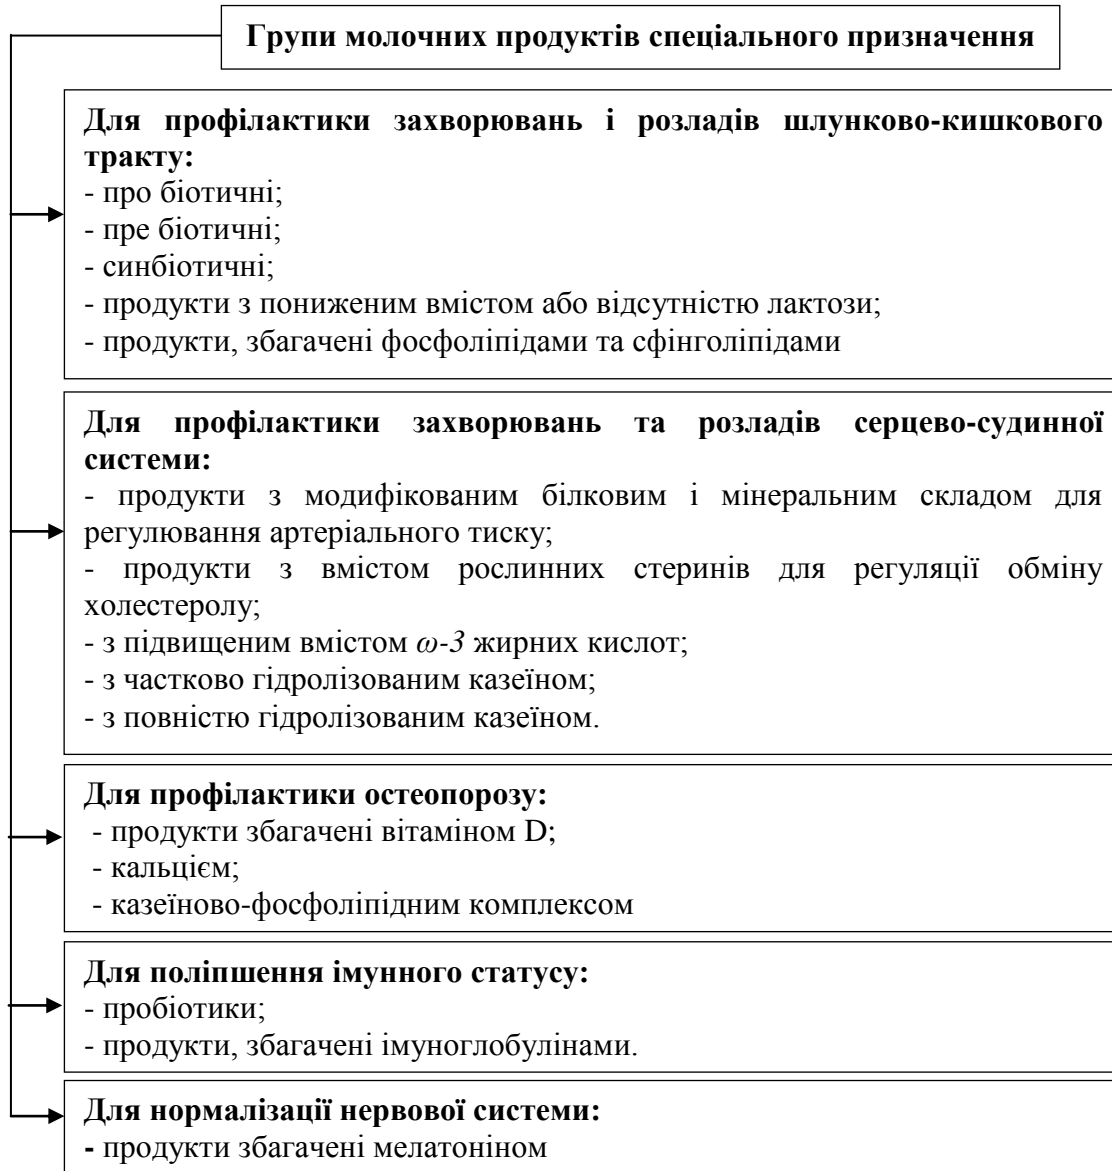 Групи молочних продуктів спеціального призначення
Для профілактики захворювань і розладів шлунково-кишкового
тракту:
- про біотичні;
- пре біотичні;
- синбіотичні;
- продукти з пониженим вмістом або відсутністю лактози;
- продукти, збагачені фосфоліпідами та сфінголіпідами
Для профілактики захворювань та розладів серцево-судинної
системи:
- продукти з модифікованим білковим і мінеральним складом для
регулювання артеріального тиску;
- продукти з вмістом рослинних стеринів для регуляції обміну
холестеролу;
- з підвищеним вмістом ω-3 жирних кислот;
- з частково гідролізованим казеїном;
- з повністю гідролізованим казеїном.
Для профілактики остеопорозу:
- продукти збагачені вітаміном D;
- кальцієм;
- казеїново-фосфоліпідним комплексом
Для поліпшення імунного статусу:
- пробіотики;
- продукти, збагачені імуноглобулінами.
Для нормалізації нервової системи:
- продукти збагачені мелатоніном